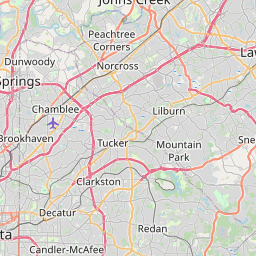 Johns Creek
Peachtree
Corners
Dunwoody
Norcross
Law
Springs
Chamblee
Lilburn
Brookhaven
Tucker
Mountain
Park
Sne
Clarkston
Decatur
ta
Redan
Candler-McAfee